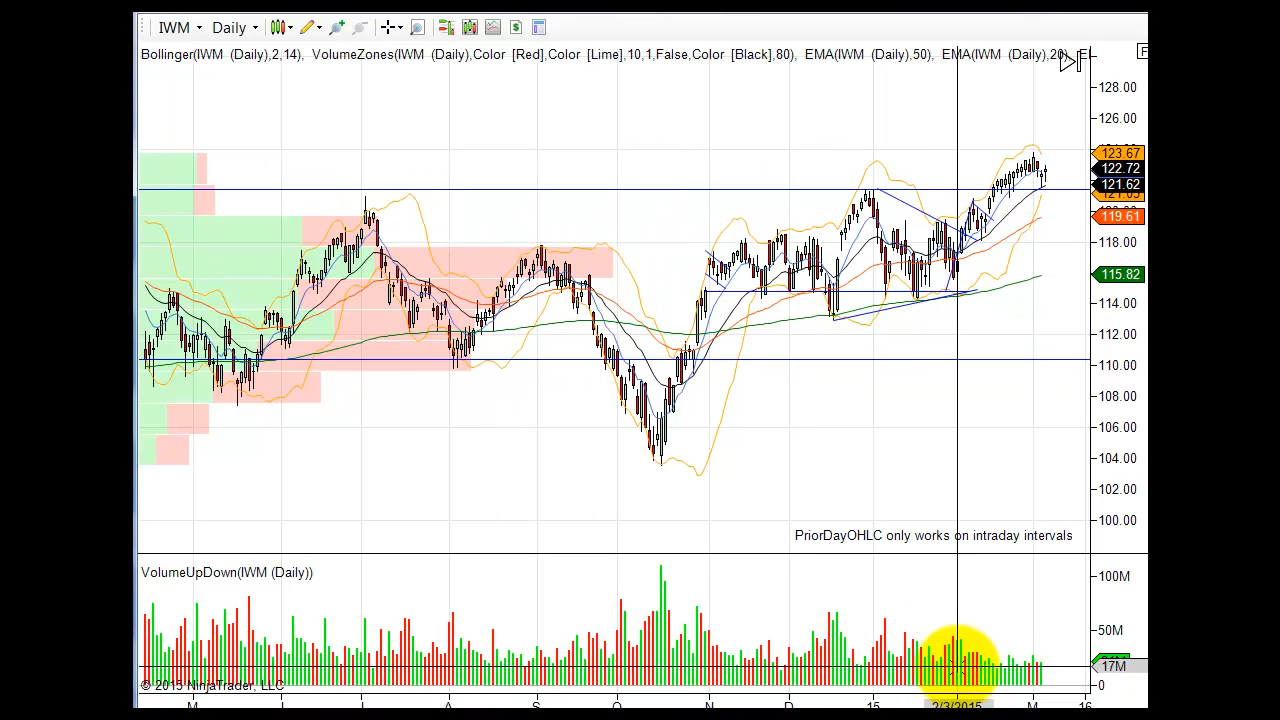 IWM Daily
Bollinger(IWM (Daily),2,14), VolumeZones(IWM (Daily),Color [Red],Color [Lime],10,1,False,Color [Black],80), EMA(IWM (Daily),50), EMA(IWM (Daily),20), EI
F
128.00
126.00
123.67
122.72
121.62
119.61
118.00
115.82
114.00
112.00
110.00
108.00
106.00
104.00
102.00
100.00
PriorDayOHLC only works on intraday intervals
VolumeUpDown(IWM (Daily))
100M
50M
17M
0
© 2015 NinjaTrader, LLC
M J J A S O N D 15 2/3/2015 M 16